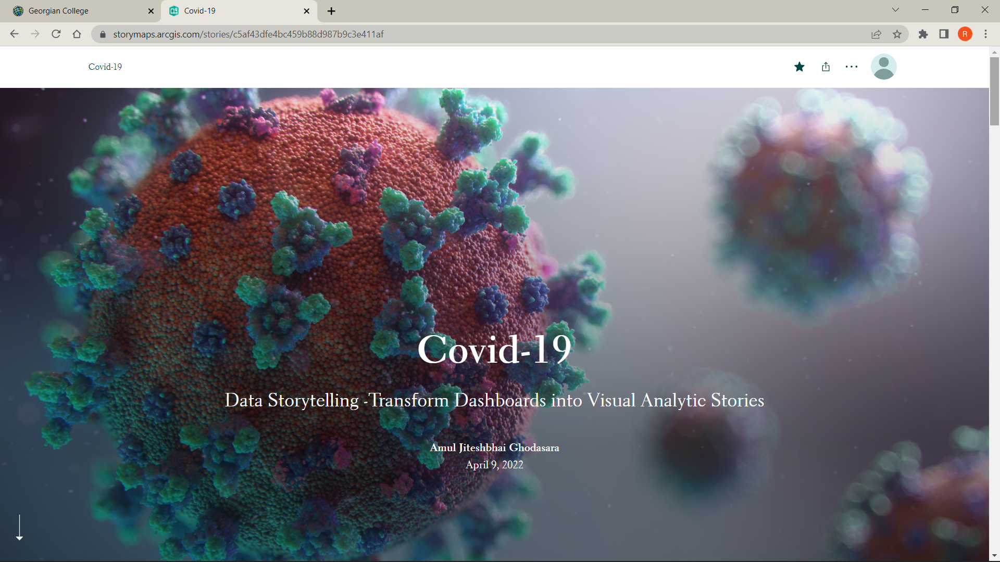 Georgian College
Covid-19
storymaps.arcgis.com/stories/c5af43dfe4bc459b88d987b9c3e411af
R
Covid-19
Covid-19
Data Storytelling -Transform Dashboards into Visual Analytic Stories
Amul Jiteshbhai Ghodasara
April 9, 2022